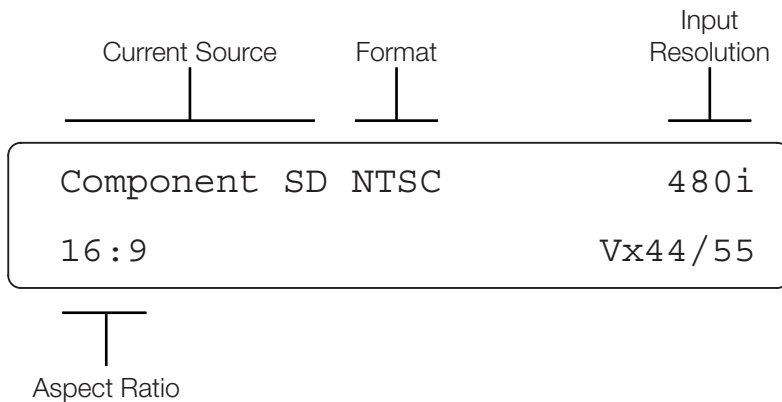 Current Source
Format
Input
Resolution
Component SD NTSC 480i
16:9 Vx44/55
Aspect Ratio